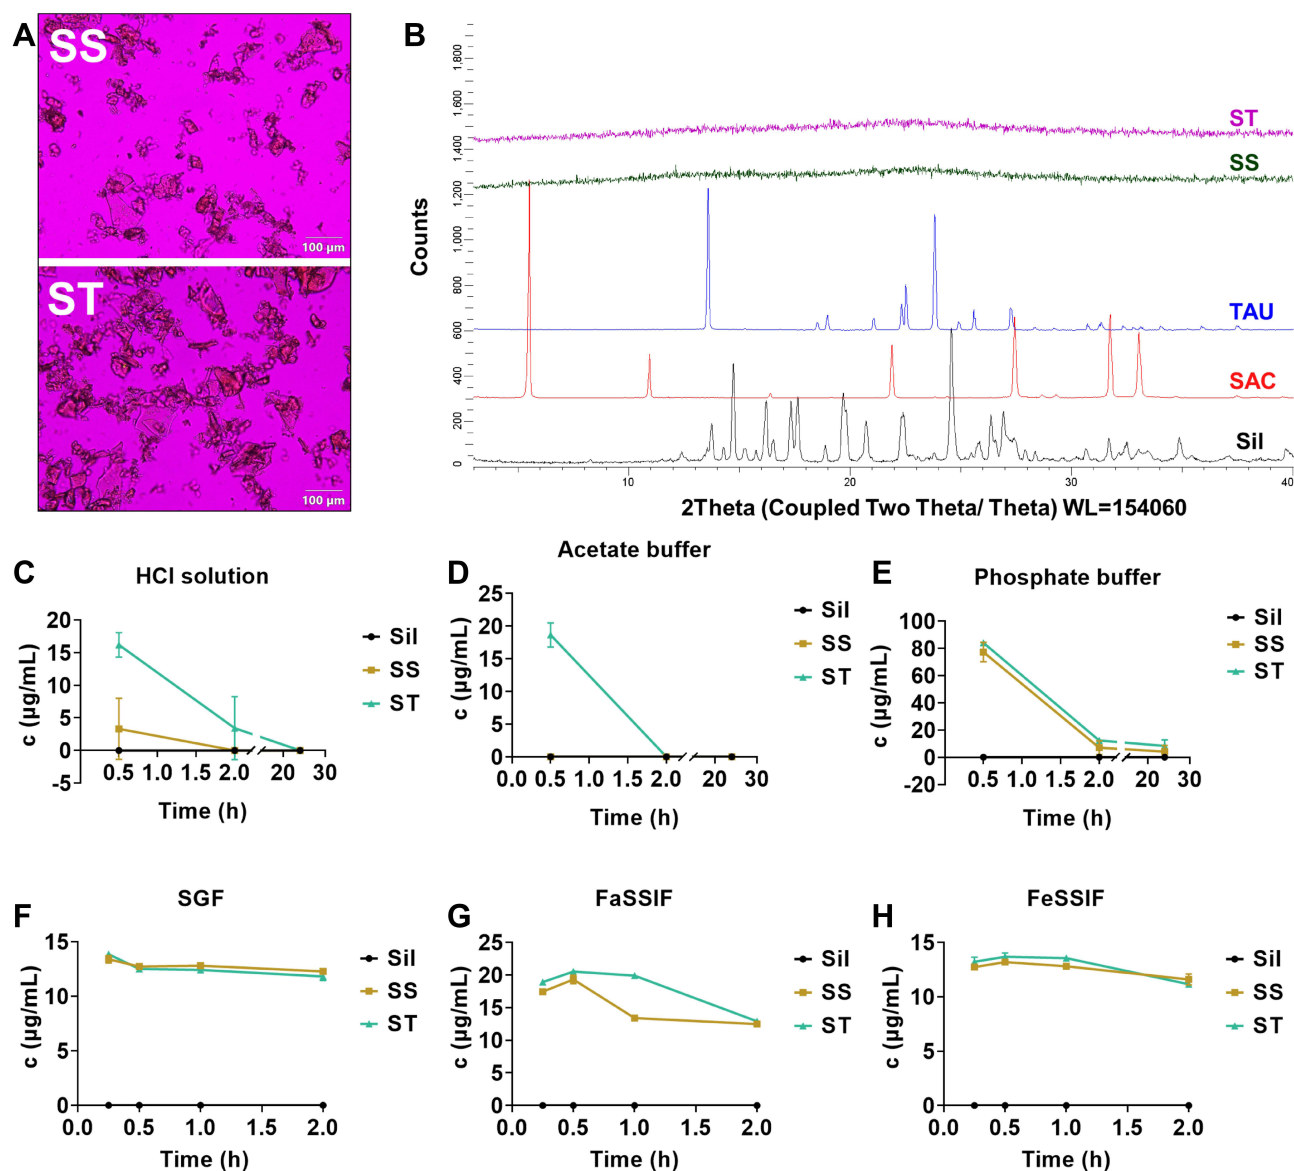 A
SS
100 µm
ST
100 µm
B
Counts
1,800
1,600
1,400
1,200
1,000
800
600
400
200
0
ST
SS
TAU
SAC
Sil
10
20
30
40
2Theta (Coupled Two Theta/ Theta) WL=154060
C
HCl solution
c (µg/mL)
20
15
10
5
0
-5
0.5 1.0 1.5 2.0 20 30
Time (h)
Sil
SS
ST
D
Acetate buffer
c (µg/mL)
25
20
15
10
5
0
0.0 0.5 1.0 1.5 2.0 20 30
Time (h)
Sil
SS
ST
E
Phosphate buffer
c (µg/mL)
100
80
60
40
20
0
-20
0.5 1.0 1.5 2.0 20 30
Time (h)
Sil
SS
ST
F
SGF
c (µg/mL)
15
10
5
0
0.0 0.5 1.0 1.5 2.0
Time (h)
Sil
SS
ST
G
FaSSIF
c (µg/mL)
25
20
15
10
5
0
0.0 0.5 1.0 1.5 2.0
Time (h)
Sil
SS
ST
H
FeSSIF
c (µg/mL)
15
10
5
0
0.0 0.5 1.0 1.5 2.0
Time (h)
Sil
SS
ST